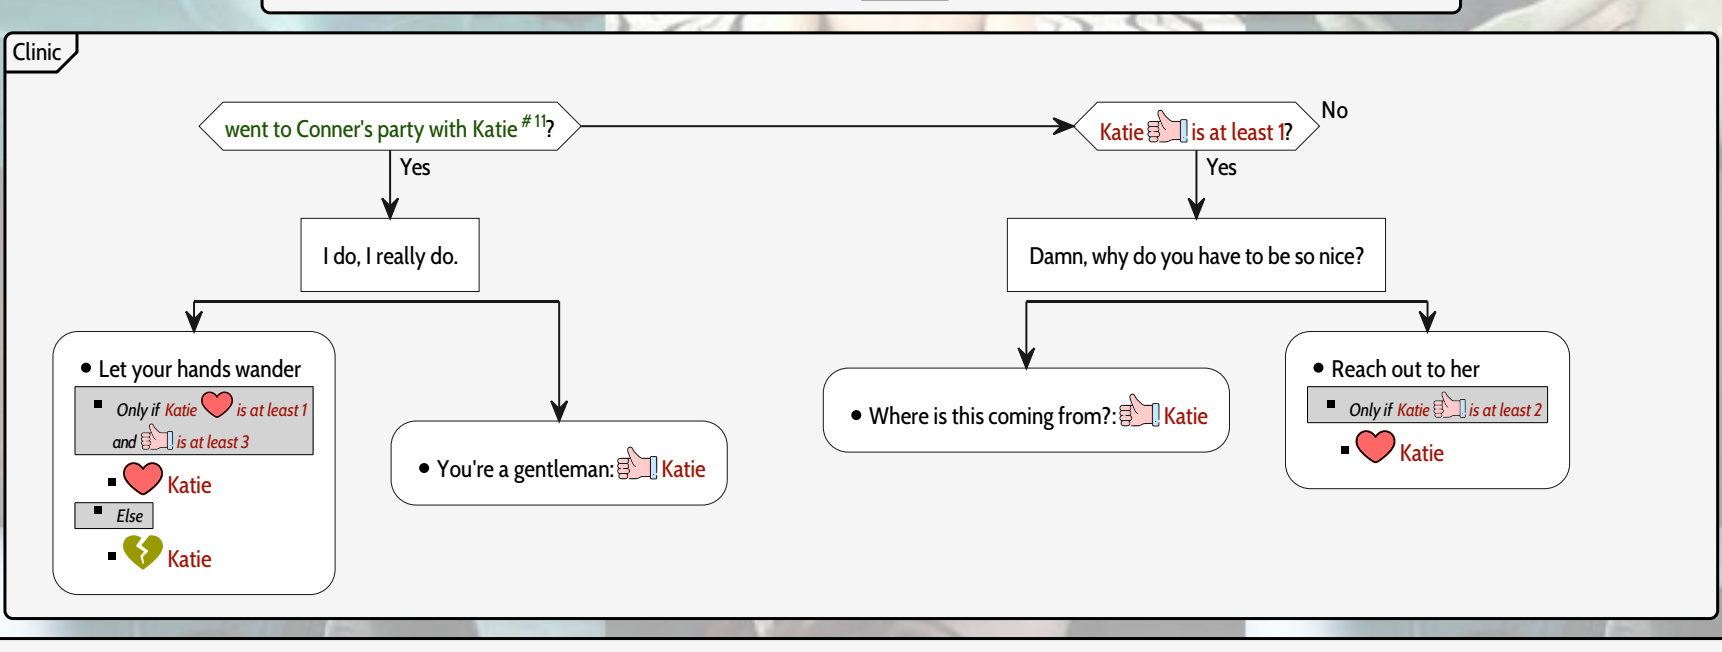 Clinic
went to Conner's party with Katie # 11?
Yes
I do, I really do.
• Let your hands wander
▪ Only if Katie is at least 1
and is at least 3
▪ Katie
▪ Else
▪ Katie
• You're a gentleman: Katie
Katie is at least 1?
No
Yes
Damn, why do you have to be so nice?
• Where is this coming from?: Katie
• Reach out to her
▪ Only if Katie is at least 2
▪ Katie